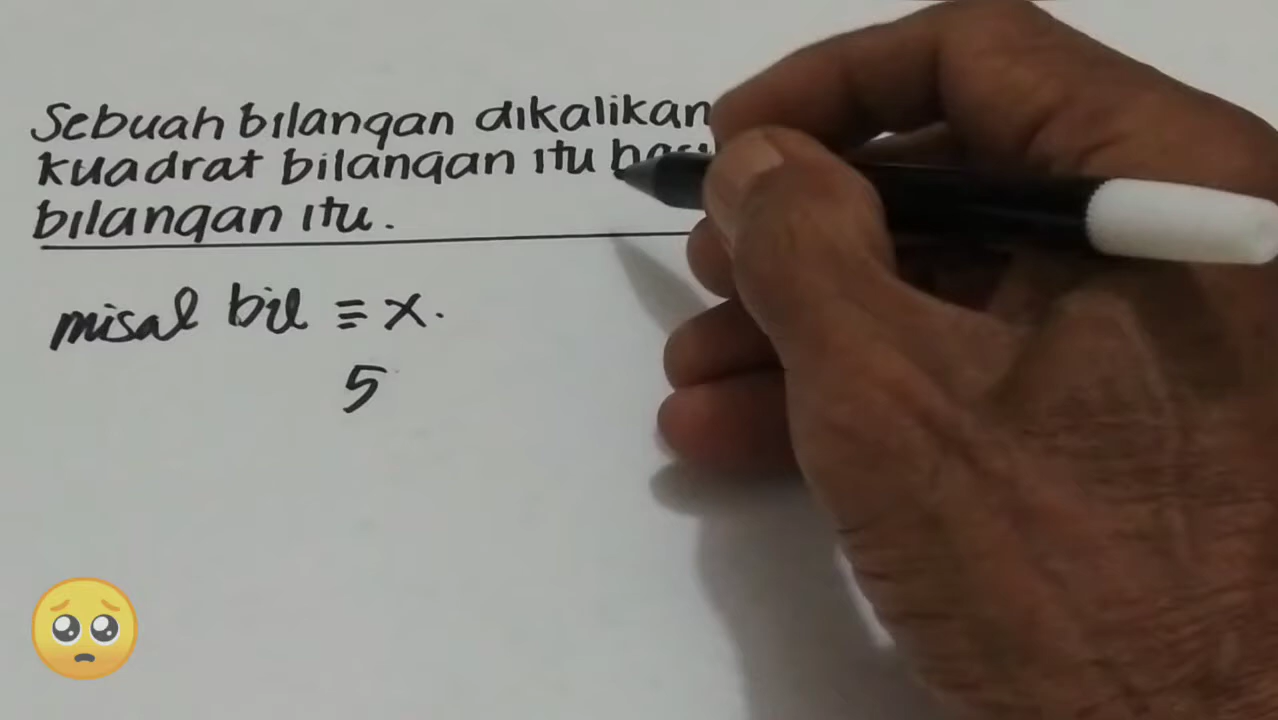 Sebuah bilangan dikalikan
kuadrat bilangan itu
bilangan itu.
misal bil ≡ x.
5